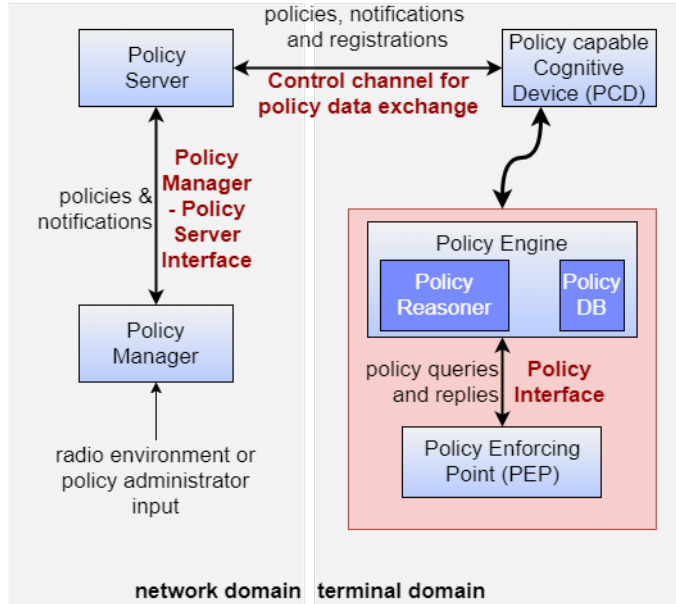 policies, notifications
and registrations
Policy
Server
Control channel for
policy data exchange
Policy capable
Cognitive
Device (PCD)
policies &
notifications
Policy
Manager
- Policy
Server
Interface
Policy
Manager
radio environment or
policy administrator
input
Policy Engine
Policy
Reasoner
Policy
DB
policy queries
and replies
Policy
Interface
Policy Enforcing
Point (PEP)
network domain
terminal domain